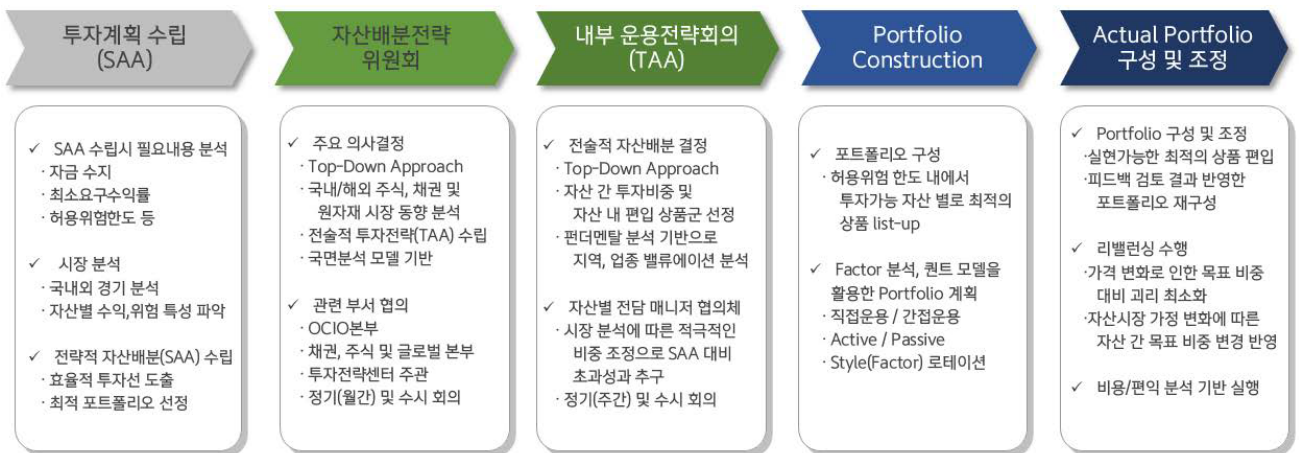 투자계획 수립
(SAA)
✓ SAA 수립시 필요내용 분석
· 자금 수지
· 최소요구수익률
· 허용위험한도 등
✓ 시장 분석
· 국내외 경기 분석
· 자산별 수익,위험 특성 파악
✓ 전략적 자산배분(SAA) 수립
· 효율적 투자선 도출
· 최적 포트폴리오 선정
자산배분전략
위원회
✓ 주요 의사결정
· Top-Down Approach
· 국내/해외 주식, 채권 및
원자재 시장 동향 분석
· 전술적 투자전략(TAA) 수립
· 국면분석 모델 기반
✓ 관련 부서 협의
· OCIO본부
· 채권, 주식 및 글로벌 본부
· 투자전략센터 주관
· 정기(월간) 및 수시 회의
내부 운용전략회의
(TAA)
✓ 전술적 자산배분 결정
· Top-Down Approach
· 자산 간 투자비중 및
자산 내 편입 상품군 선정
· 펀더멘탈 분석 기반으로
지역, 업종 밸류에이션 분석
✓ 자산별 전담 매니저 협의체
· 시장 분석에 따른 적극적인
비중 조정으로 SAA 대비
초과성과 추구
· 정기(주간) 및 수시 회의
Portfolio
Construction
✓ 포트폴리오 구성
· 허용위험 한도 내에서
투자가능 자산 별로 최적의
상품 list-up
✓ Factor 분석, 퀀트 모델을
활용한 Portfolio 계획
· 직접운용 / 간접운용
· Active / Passive
· Style(Factor) 로테이션
Actual Portfolio
구성 및 조정
✓ Portfolio 구성 및 조정
·실현가능한 최적의 상품 편입
·피드백 검토 결과 반영한
포트폴리오 재구성
✓ 리밸런싱 수행
·가격 변화로 인한 목표 비중
대비 괴리 최소화
·자산시장 가정 변화에 따른
자산 간 목표 비중 변경 반영
✓ 비용/편익 분석 기반 실행